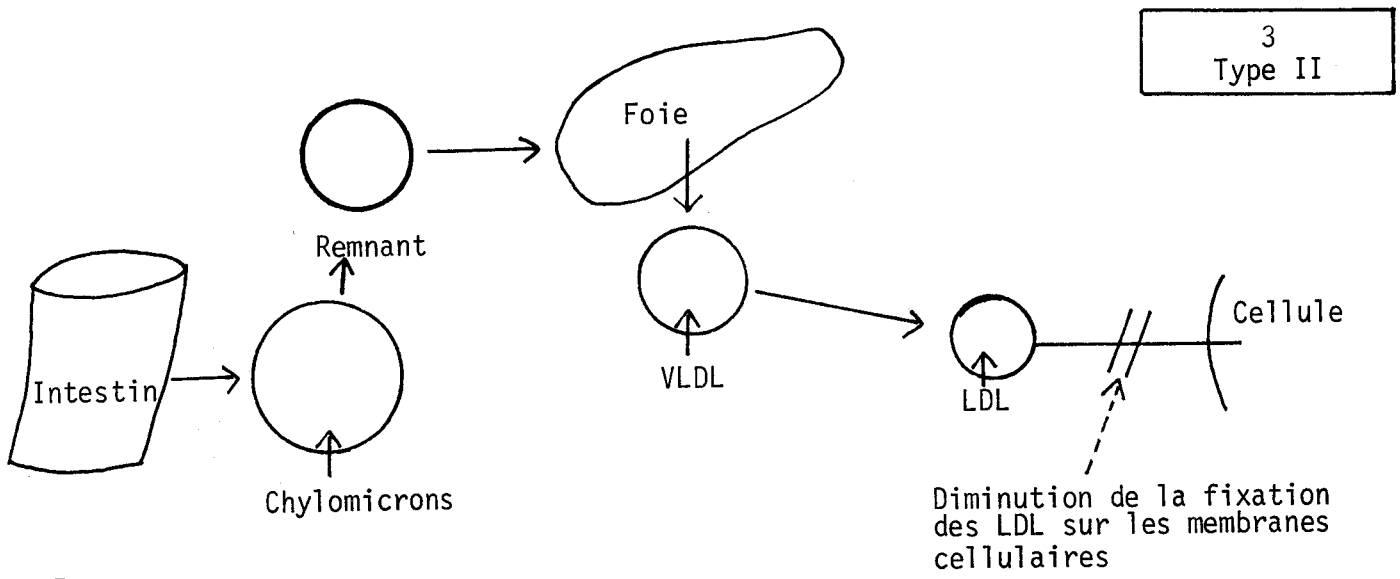 3
Type II
Foie
Remnant
Cellule
Intestin
VLDL
LDL
Chylomicrons
Diminution de la fixation
des LDL sur les membranes
cellulaires